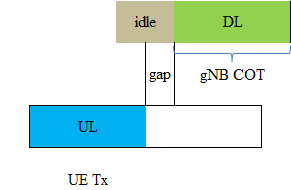 idle DL
gap gNB COT
UL
UE Tx